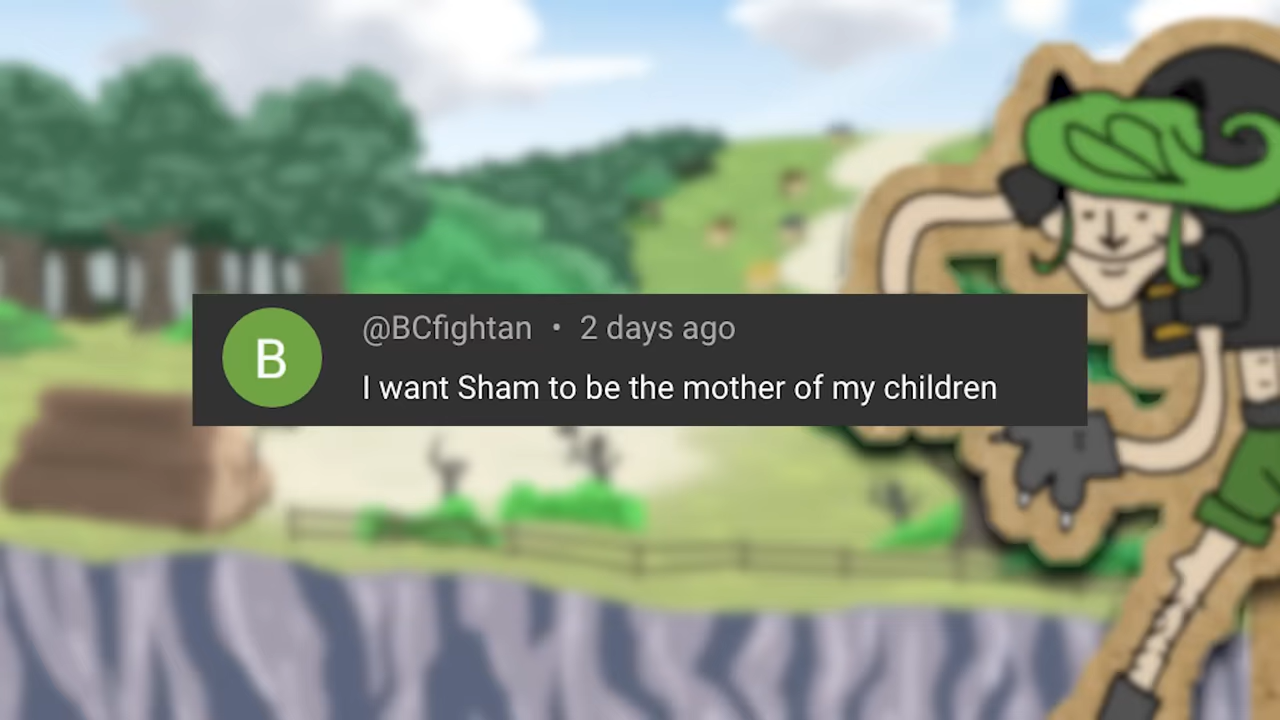 B
@BCfightan • 2 days ago
I want Sham to be the mother of my children